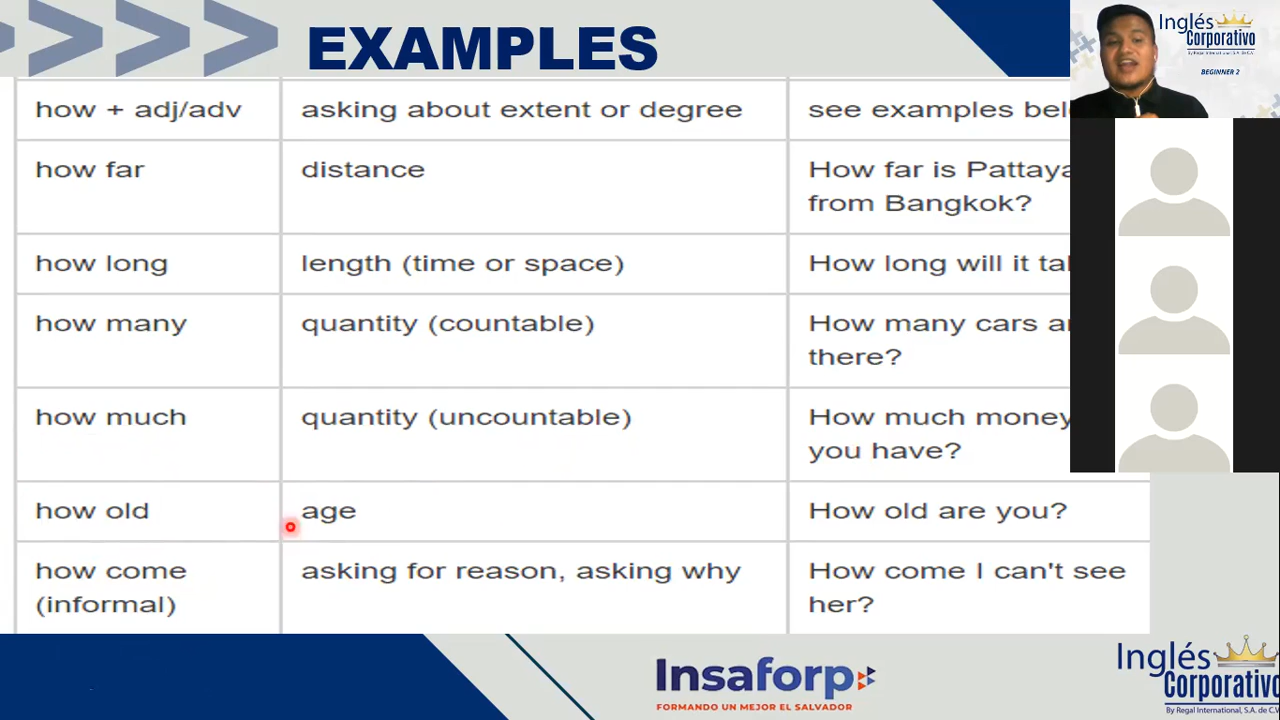 EXAMPLES
Inglés
Corporativo
By Regal International, S.A. de C.V.
BEGINNER 2
how + adj/adv
asking about extent or degree
see examples
how far
distance
How far is Pattaya
from Bangkok?
how long
length (time or space)
How long will it
how many
quantity (countable)
How many cars
there?
how much
quantity (uncountable)
How much money
you have?
how old
age
How old are you?
how come
(informal)
asking for reason, asking why
How come I can't see
her?
Insaforp
FORMANDO UN MEJOR EL SALVADOR
Inglés
Corporativo
By Regal International, S.A. de C.V.